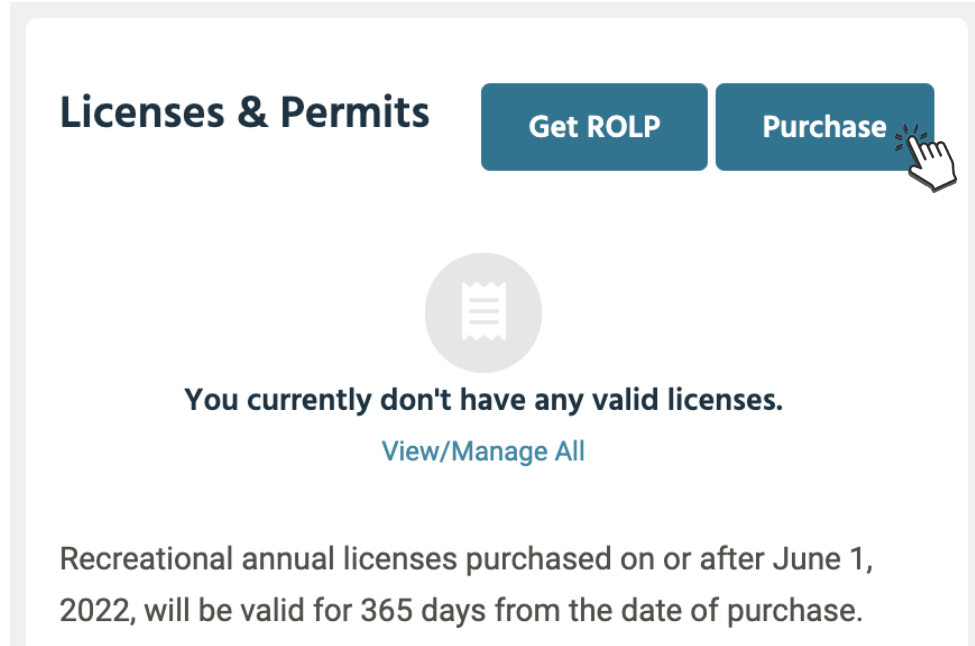 Licenses & Permits
Get ROLP
Purchase
You currently don't have any valid licenses.
View/Manage All
Recreational annual licenses purchased on or after June 1,
2022, will be valid for 365 days from the date of purchase.